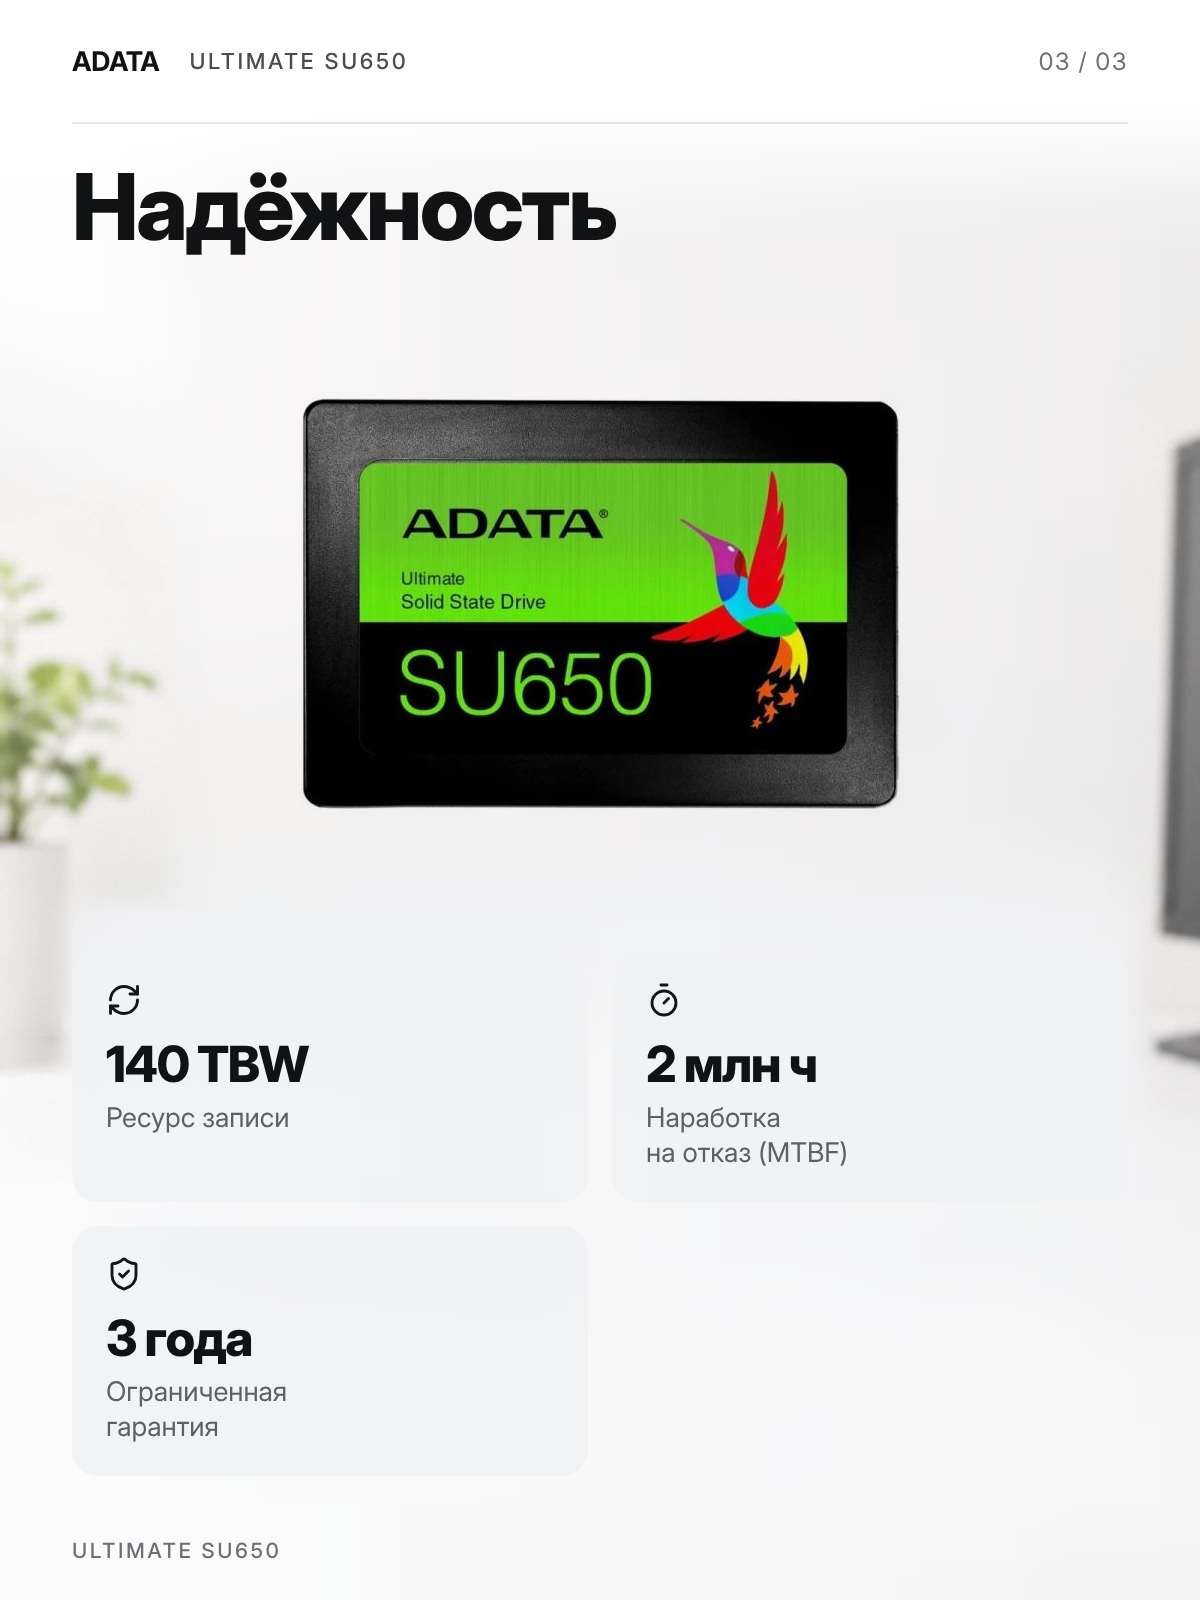 ADATA ULTIMATE SU650 03 / 03
Надёжность
ADATA®
Ultimate
Solid State Drive
SU650
140 TBW
Ресурс записи
2 млн ч
Наработка
на отказ (MTBF)
3 года
Ограниченная
гарантия
ULTIMATE SU650